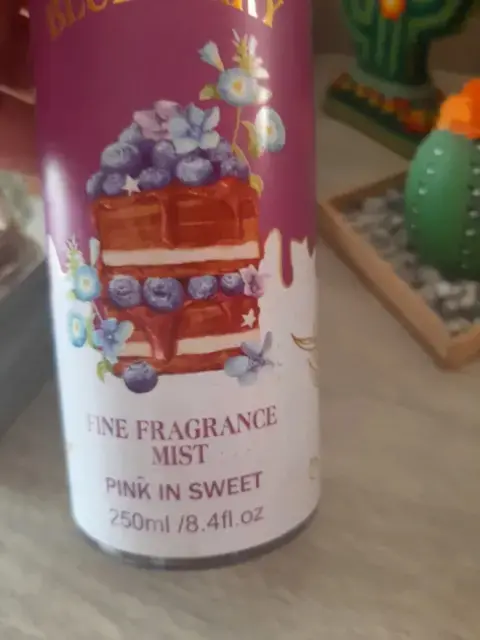 FINE FRAGRANCE
MIST
PINK IN SWEET
250ml /8.4fl.oz